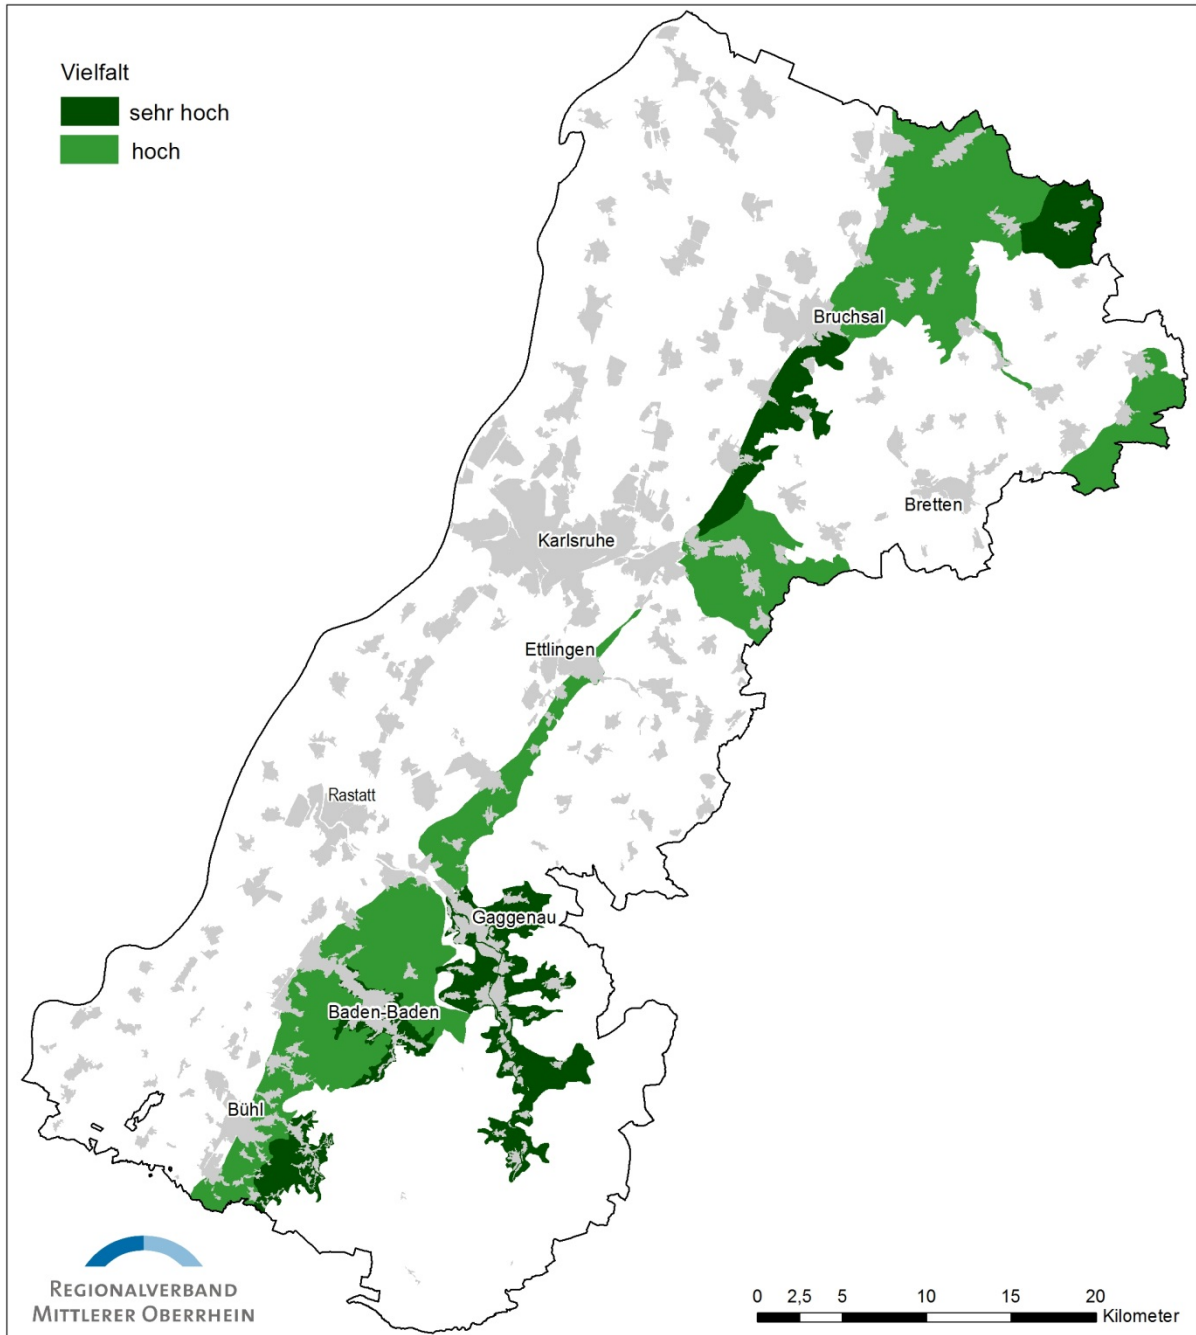 Vielfalt
sehr hoch
hoch
Bruchsal
Bretten
Karlsruhe
Ettlingen
Rastatt
Gaggenau
Baden-Baden
Bühl
REGIONALVERBAND
MITTLERER OBERRHEIN
0 2,5 5 10 15 20
Kilometer